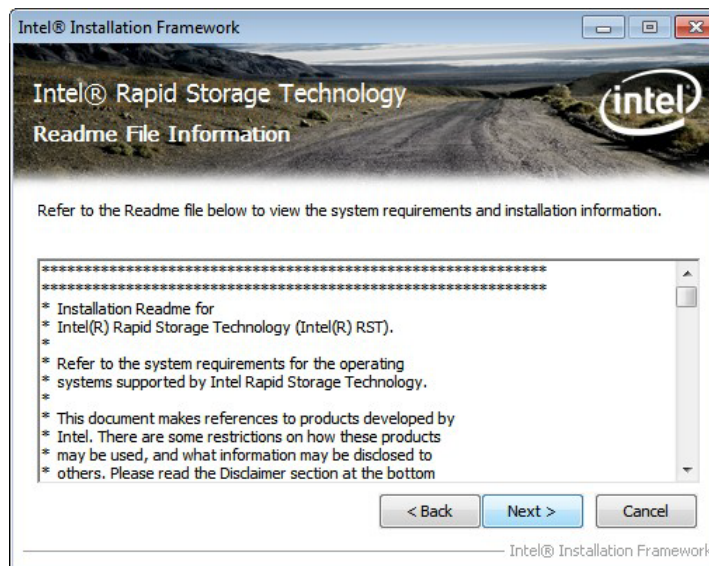 Intel® Installation Framework
Intel® Rapid Storage Technology
Readme File Information
intel
Refer to the Readme file below to view the system requirements and installation information.
************************************************************
************************************************************
* Installation Readme for
* Intel(R) Rapid Storage Technology (Intel(R) RST).
*
* Refer to the system requirements for the operating
* systems supported by Intel Rapid Storage Technology.
*
* This document makes references to products developed by
* Intel. There are some restrictions on how these products
* may be used, and what information may be disclosed to
* others. Please read the Disclaimer section at the bottom
< Back Next > Cancel
Intel® Installation Framework